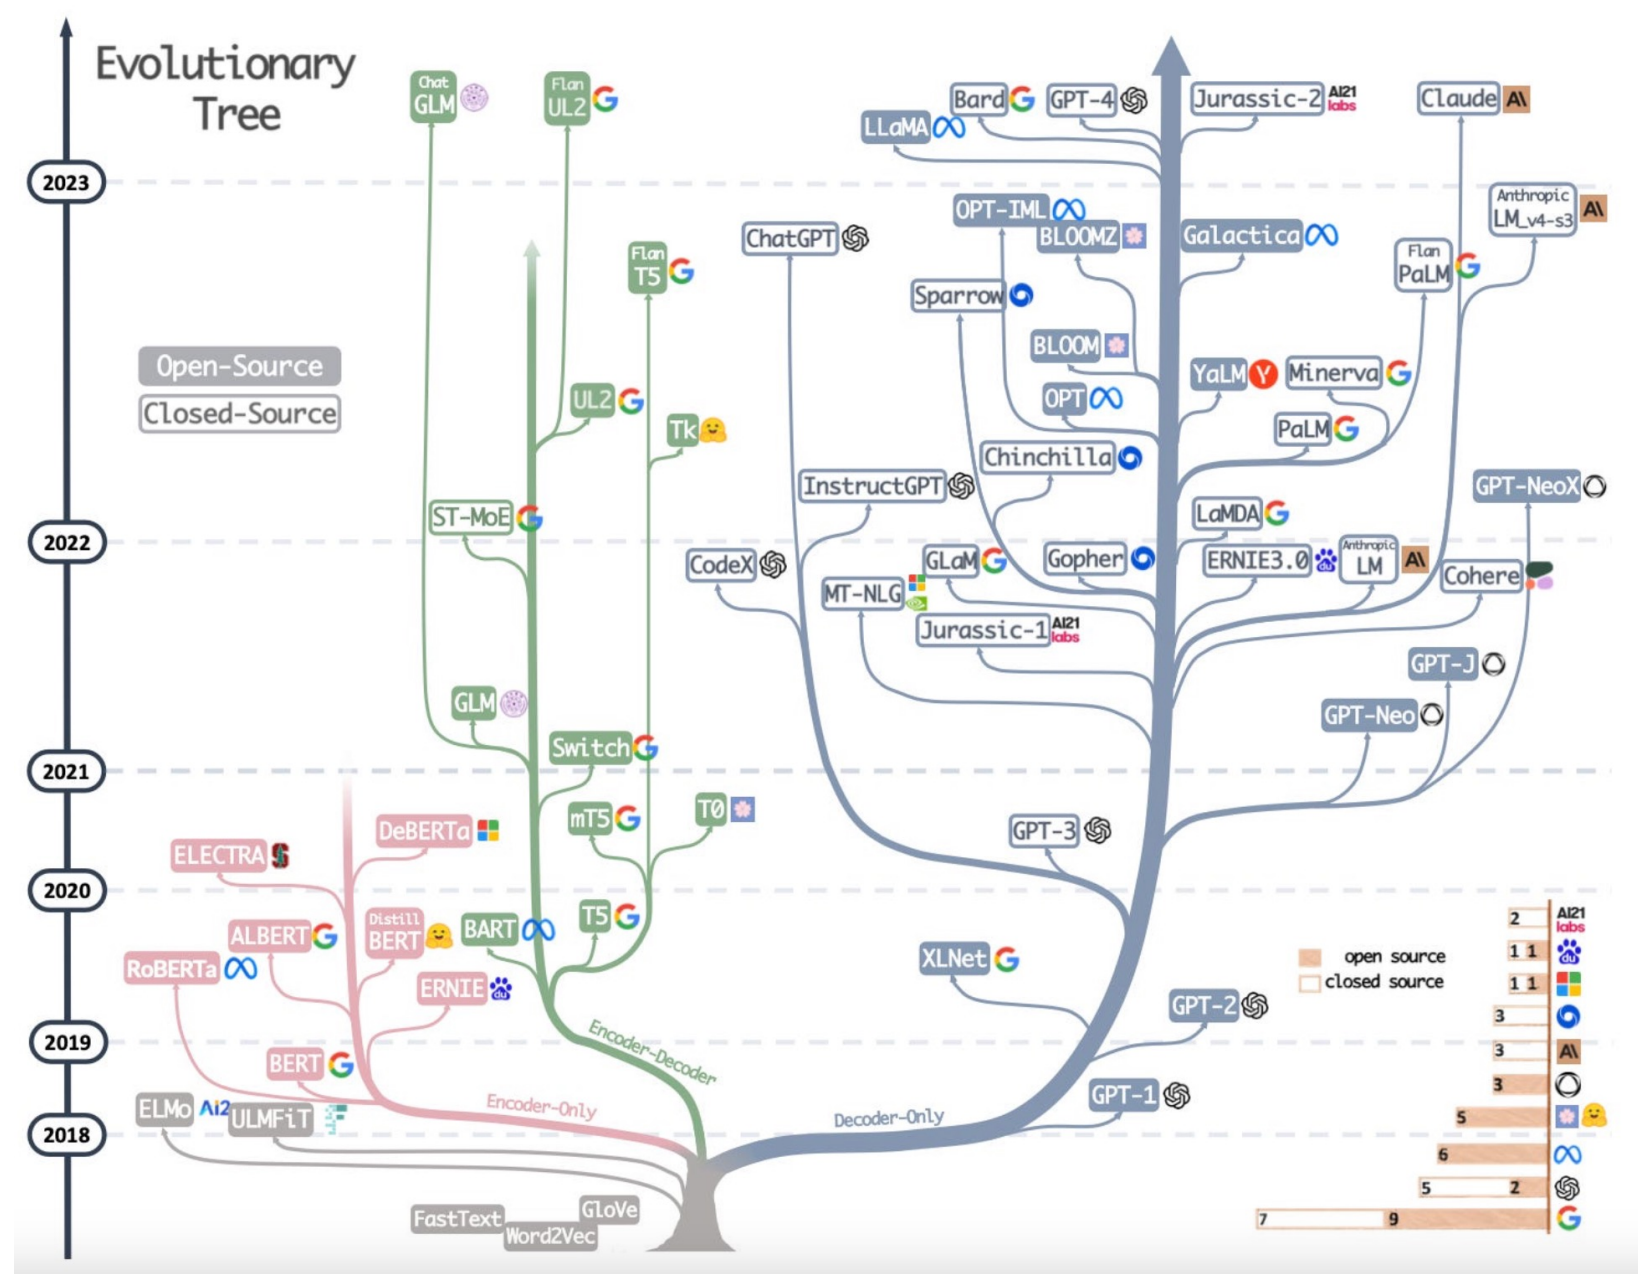 Evolutionary
Tree
Chat
GLM
Flan
UL2
Bard
GPT-4
Jurassic-2
AI21
labs
Claude
A\
LLaMA
2023
Anthropic
LM_v4-s3
A\
OPT-IML
BLOOMZ
Galactica
ChatGPT
Flan
T5
Flan
PaLM
Sparrow
Open-Source
Closed-Source
BLOOM
YaLM
Y
Minerva
UL2
OPT
Tk
PaLM
Chinchilla
InstructGPT
GPT-NeoX
ST-MoE
LaMDA
2022
CodeX
GLaM
Gopher
ERNIE3.0
du
Anthropic
LM
A\
Cohere
MT-NLG
Jurassic-1
AI21
labs
GPT-J
GLM
GPT-Neo
Switch
2021
mT5
T0
DeBERTa
GPT-3
ELECTRA
S
2020
Distill
BERT
BART
T5
ALBERT
RoBERTa
ERNIE
du
XLNet
GPT-2
2019
Encoder-Decoder
BERT
ELMo
Ai2
ULMFiT
Encoder-Only
Decoder-Only
GPT-1
2018
FastText
Word2Vec
GloVe
open source
closed source
2
AI21
labs
1 1
du
1 1
3
3
A\
3
5
6
5 2
7 9